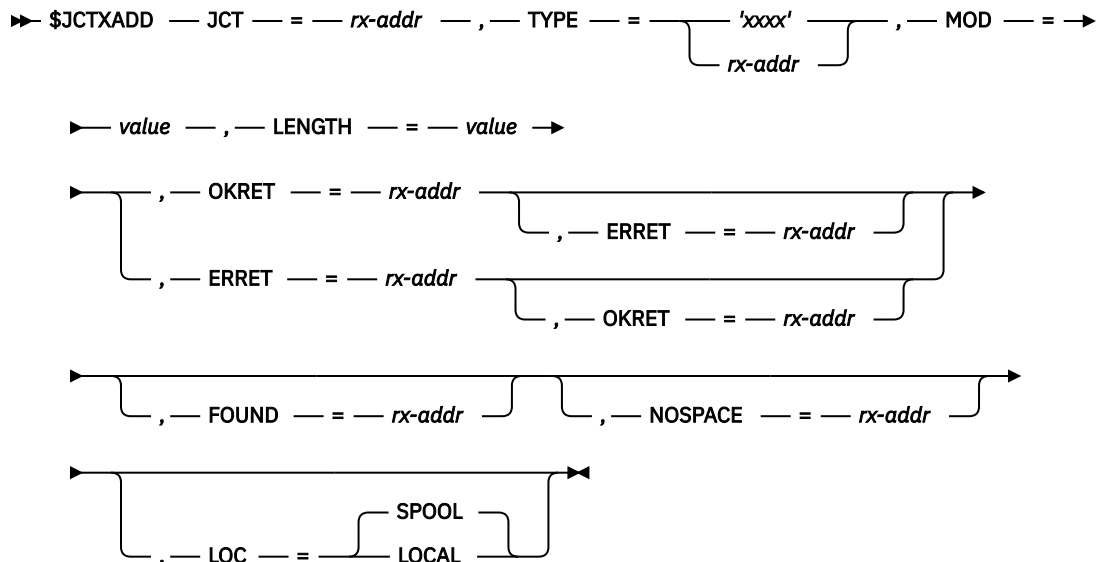 $JCTXADD JCT = rx-addr , TYPE = 'xxxx' , MOD =
rx-addr
value , LENGTH = value
, OKRET = rx-addr
, ERRET = rx-addr
, ERRET = rx-addr
, OKRET = rx-addr
, FOUND = rx-addr , NOSPACE = rx-addr
SPOOL
, LOC = LOCAL